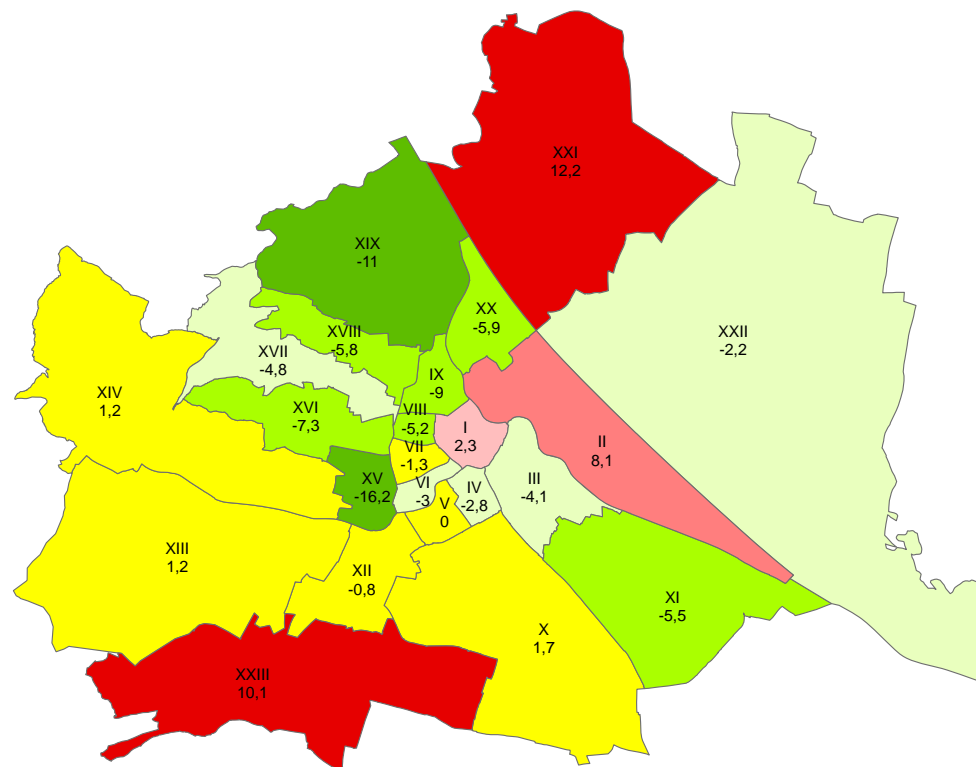 XXI
12,2
XIX
-11
XX
-5,9
XXII
-2,2
XVIII
-5,8
XVII
-4,8
IX
-9
XIV
1,2
XVI
-7,3
VIII
-5,2
I
2,3
II
8,1
VII
-1,3
XV
-16,2
VI
-3
IV
-2,8
III
-4,1
V
0
XIII
1,2
XII
-0,8
XI
-5,5
X
1,7
XXIII
10,1